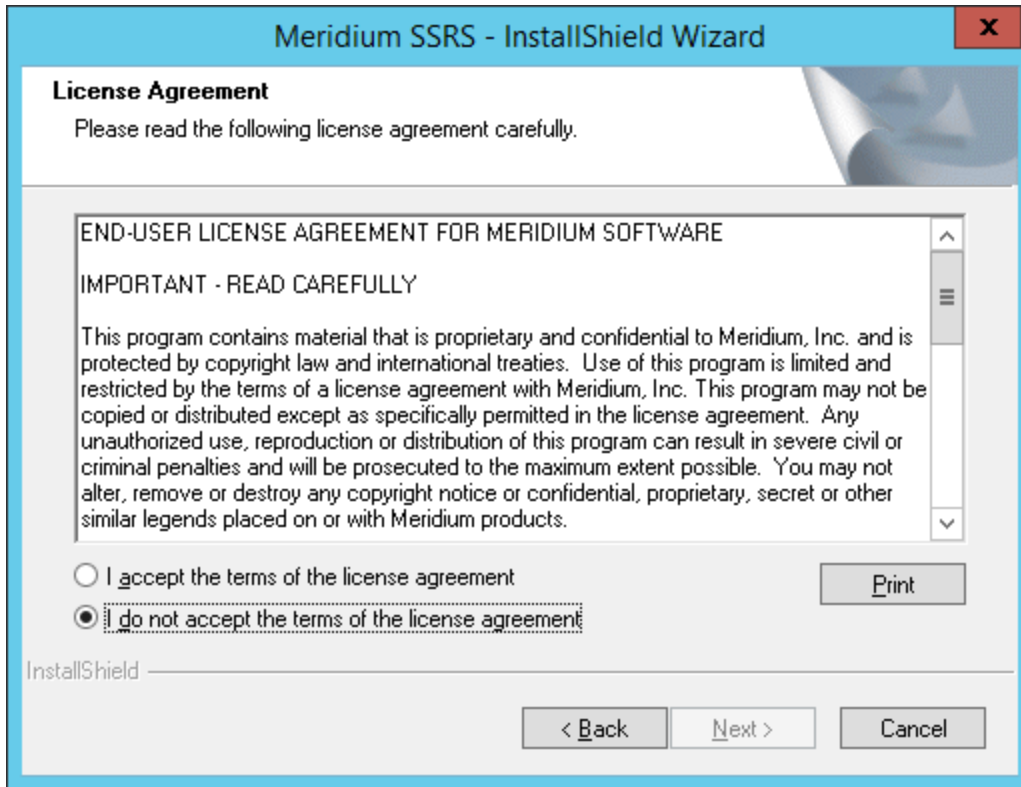 Meridium SSRS - InstallShield Wizard
x
License Agreement
Please read the following license agreement carefully.
END-USER LICENSE AGREEMENT FOR MERIDIUM SOFTWARE
IMPORTANT - READ CAREFULLY
This program contains material that is proprietary and confidential to Meridium, Inc. and is
protected by copyright law and international treaties.  Use of this program is limited and
restricted by the terms of a license agreement with Meridium, Inc. This program may not be
copied or distributed except as specifically permitted in the license agreement.  Any
unauthorized use, reproduction or distribution of this program can result in severe civil or
criminal penalties and will be prosecuted to the maximum extent possible.  You may not
alter, remove or destroy any copyright notice or confidential, proprietary, secret or other
similar legends placed on or with Meridium products.
I accept the terms of the license agreement
Print
I do not accept the terms of the license agreement
InstallShield
< Back
Next >
Cancel